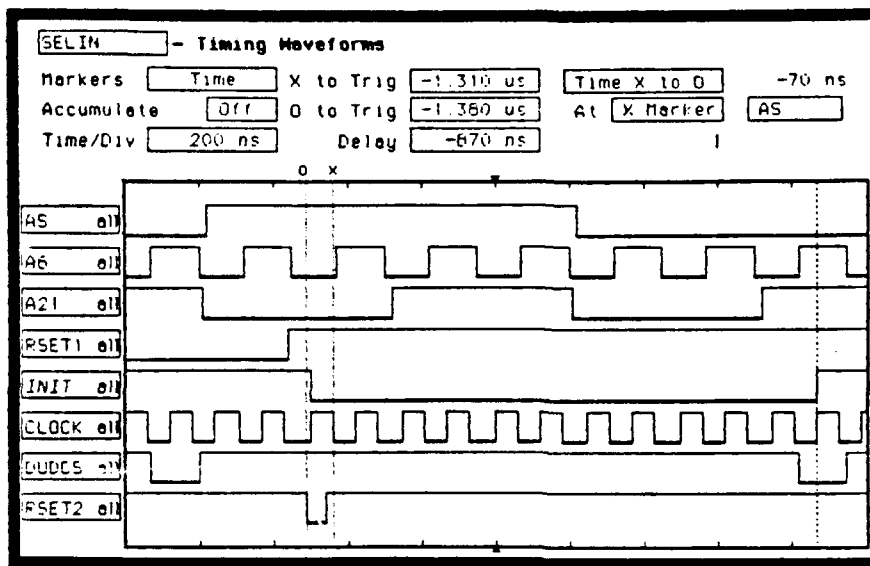 SELIN - Timing Waveforms
Markers Time X to Trig -1.310 us Time X to O -70 ns
Accumulate Off O to Trig -1.380 us At X Marker AS
Time/Div 200 ns Delay -670 ns 1
O X
AS all
A6 all
A21 all
RSET1 all
INIT all
CLOCK all
all
RSET2 all